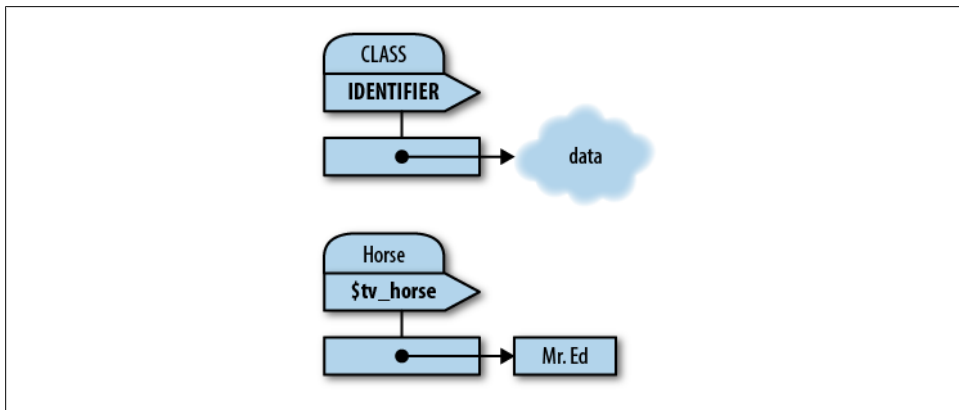 CLASS
IDENTIFIER
data
Horse
$tv_horse
Mr. Ed